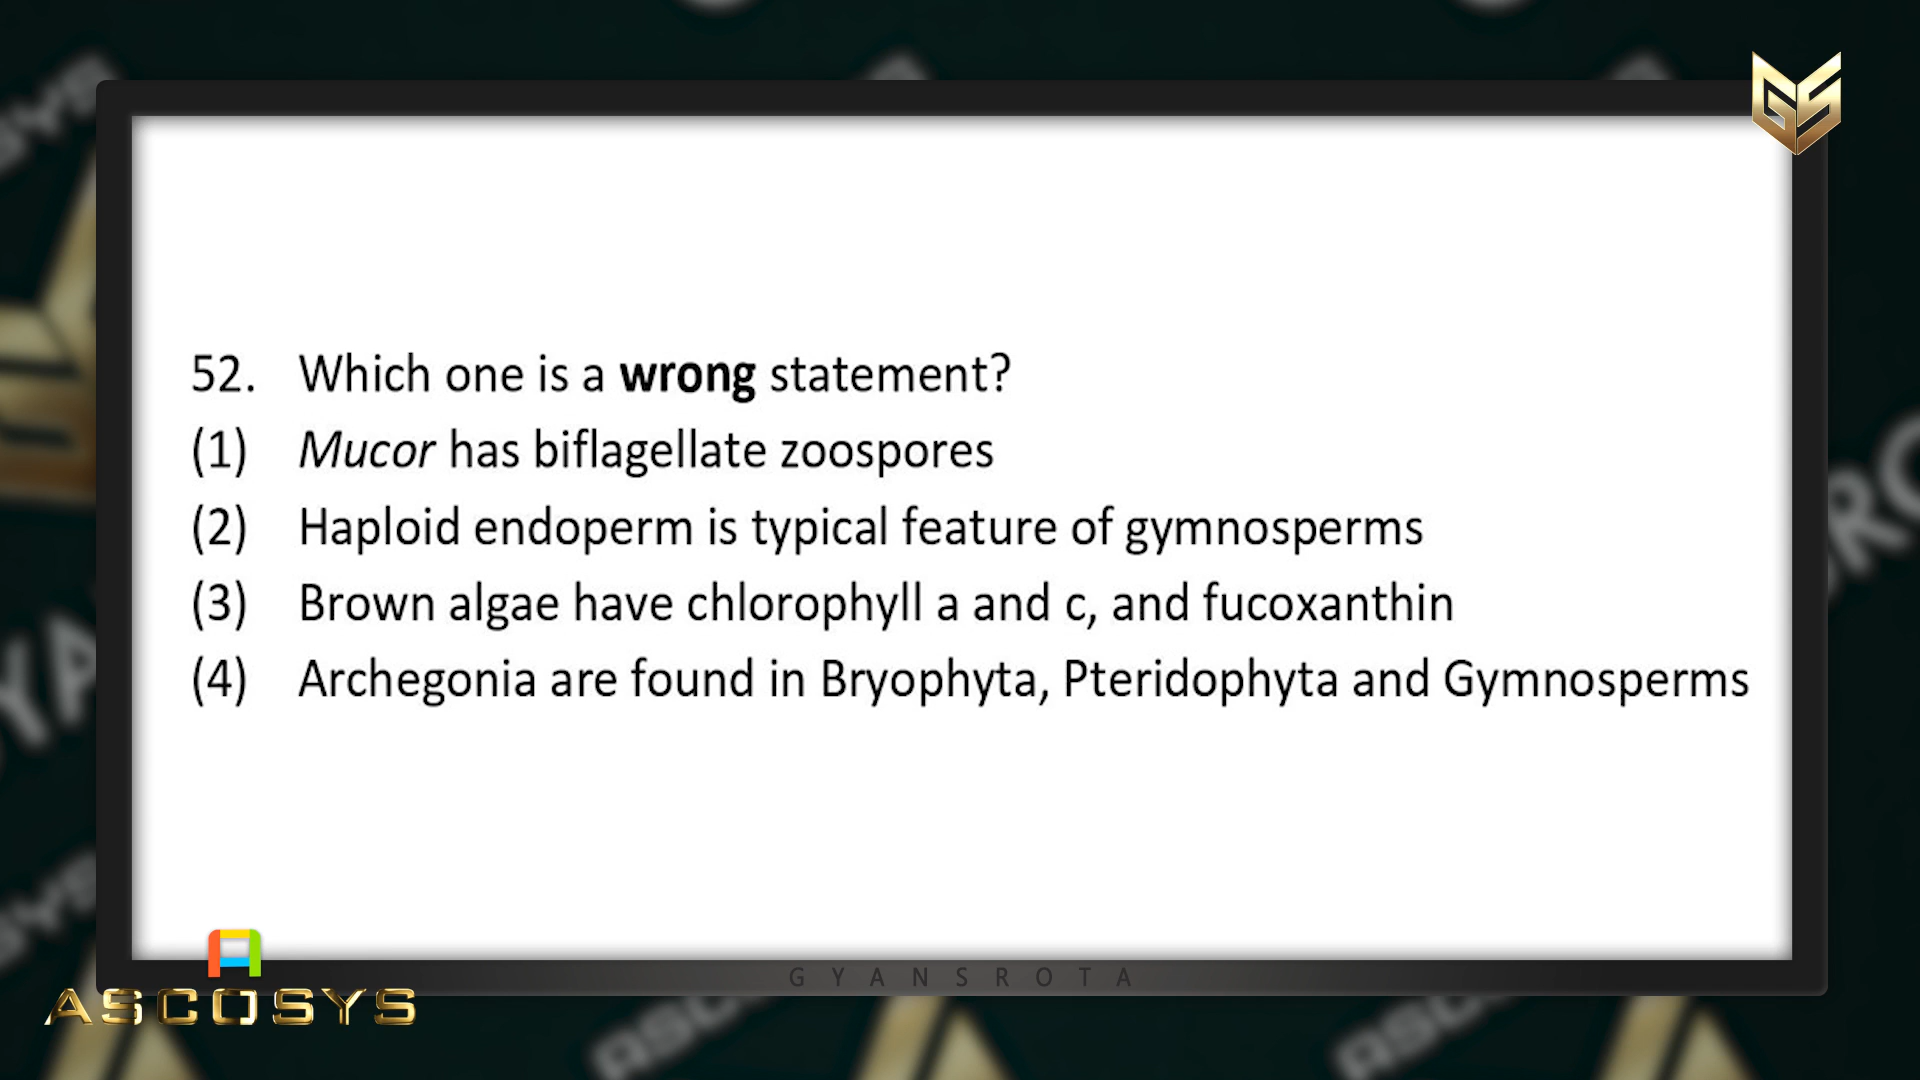 GS
52. Which one is a wrong statement?
(1) Mucor has biflagellate zoospores
(2) Haploid endoperm is typical feature of gymnosperms
(3) Brown algae have chlorophyll a and c, and fucoxanthin
(4) Archegonia are found in Bryophyta, Pteridophyta and Gymnosperms
GYANSROTA
ASCOSYS